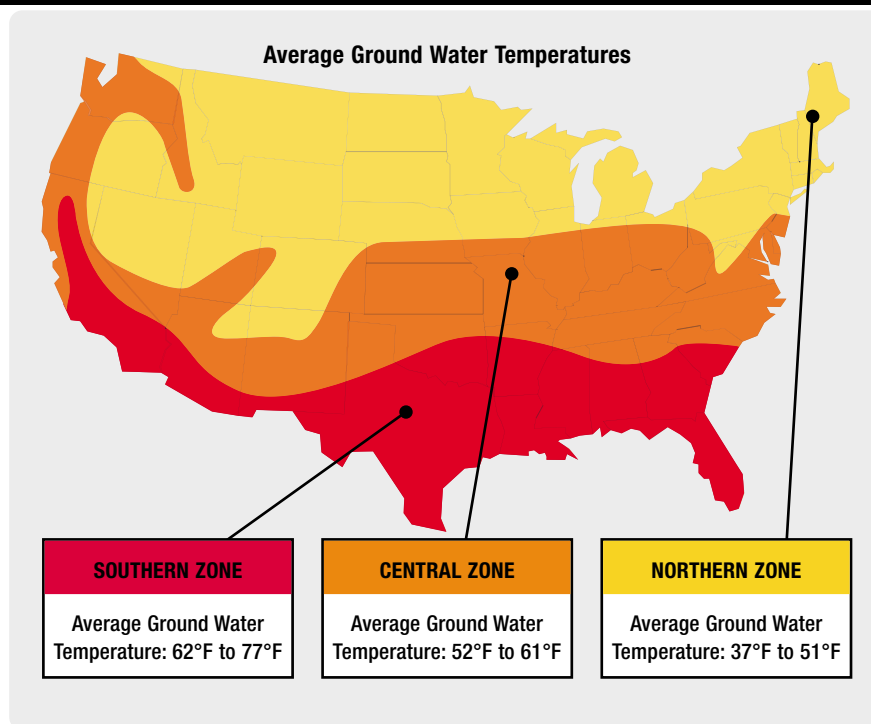 Average Ground Water Temperatures
SOUTHERN ZONE
Average Ground Water
Temperature: 62°F to 77°F
CENTRAL ZONE
Average Ground Water
Temperature: 52°F to 61°F
NORTHERN ZONE
Average Ground Water
Temperature: 37°F to 51°F